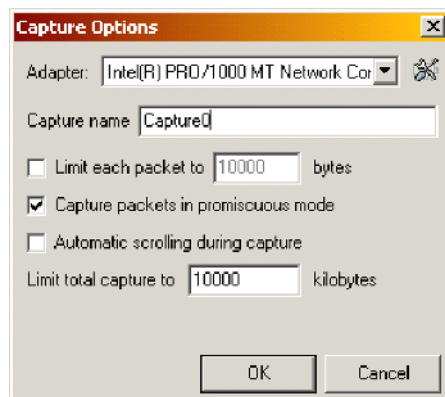 Capture Options
Adapter: Intel(R) PRO/1000 MT Network Cor
Capture name Capture0
Limit each packet to 10000 bytes
Capture packets in promiscuous mode
Automatic scrolling during capture
Limit total capture to 10000 kilobytes
OK Cancel